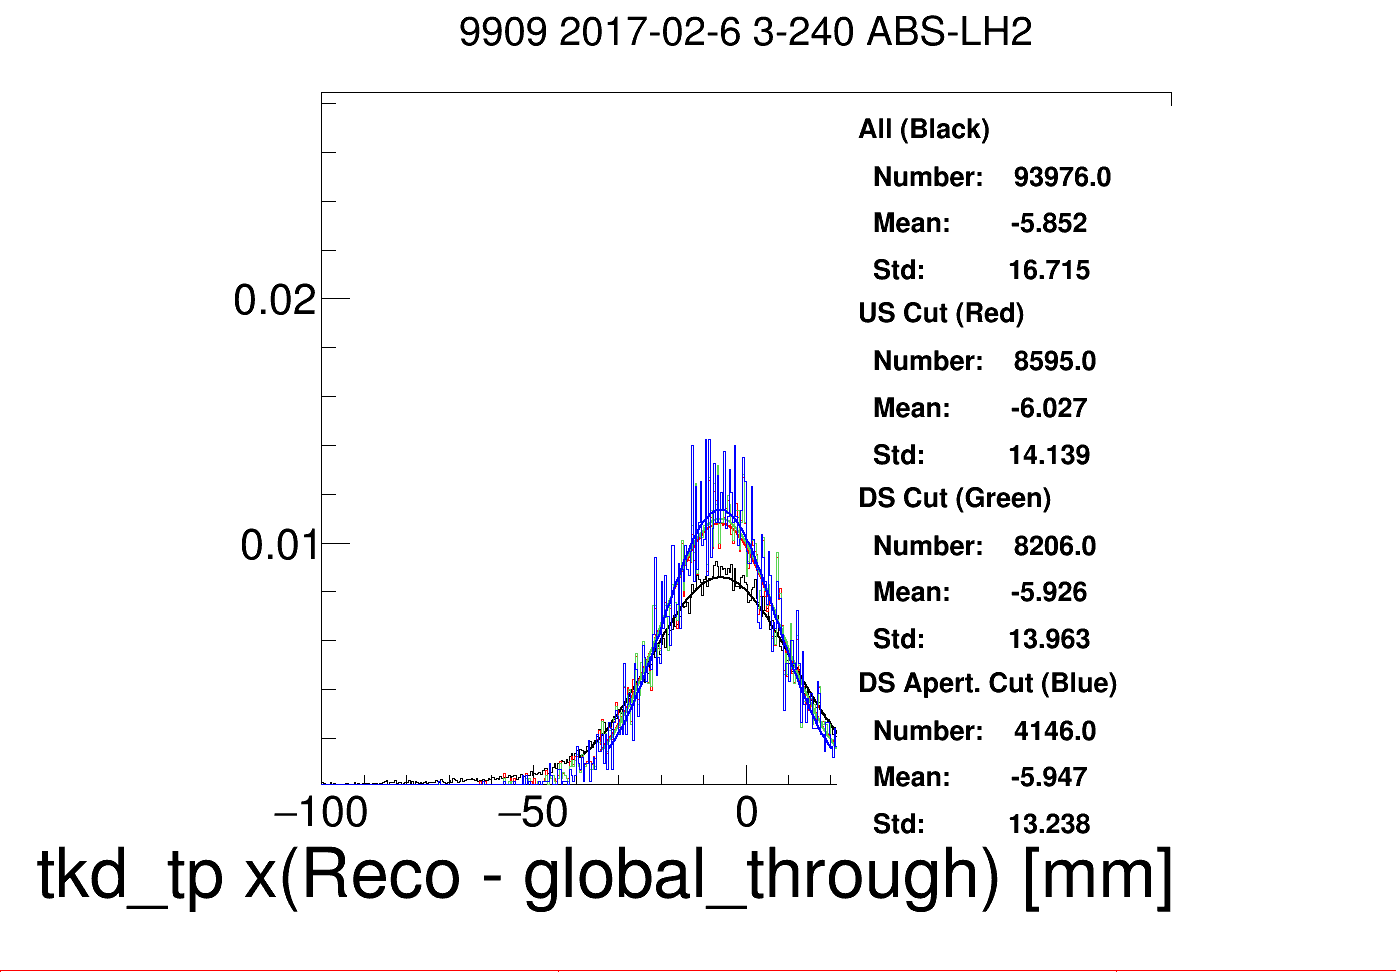 9909 2017-02-6 3-240 ABS-LH2
All (Black)
Number: 93976.0
Mean: -5.852
Std: 16.715
US Cut (Red)
Number: 8595.0
Mean: -6.027
Std: 14.139
DS Cut (Green)
Number: 8206.0
Mean: -5.926
Std: 13.963
DS Apert. Cut (Blue)
Number: 4146.0
Mean: -5.947
Std: 13.238
0.02
0.01
−100 −50 0
tkd_tp x(Reco - global_through) [mm]